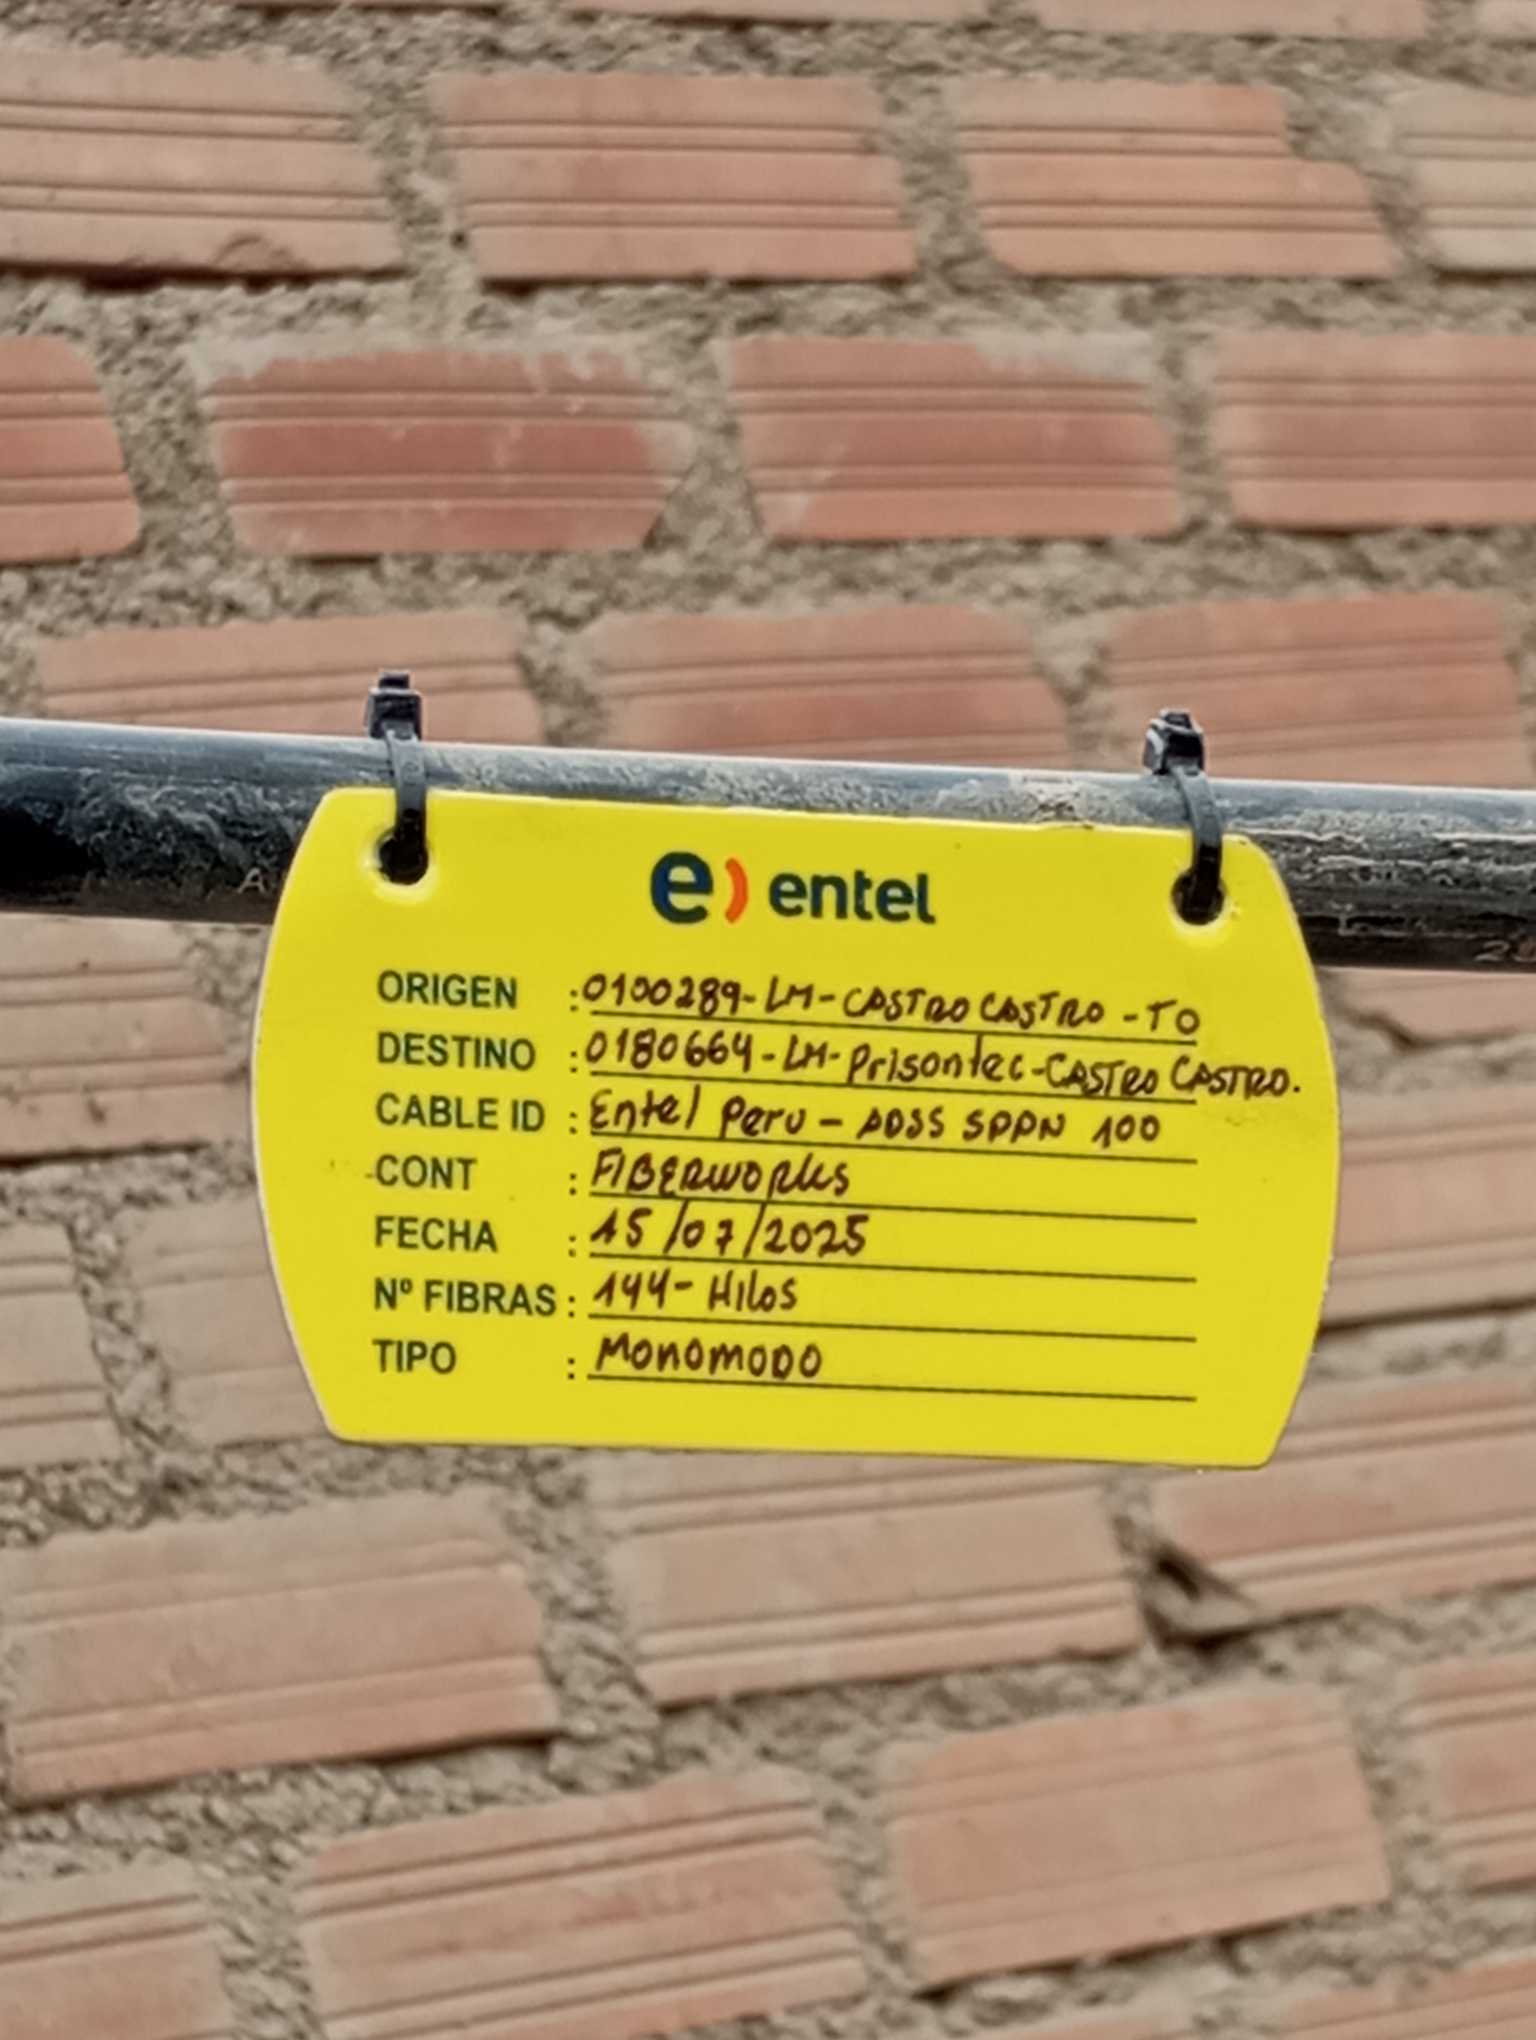 e) entel
ORIGEN : 0100289-LM-CASTRO CASTRO-TO
DESTINO : 0180664-LM-Prisontec-CASTRO CASTRO.
CABLE ID : Entel Peru - ADSS SPAN 100
CONT : FIBERWORKS
FECHA : 15/07/2025
Nº FIBRAS : 144-Hilos
TIPO : MONOMODO